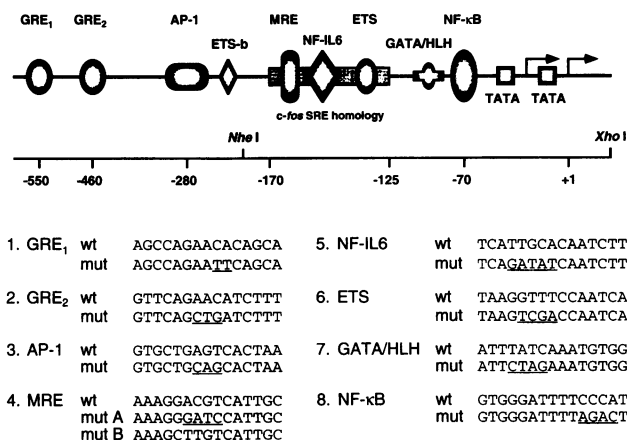 GRE1 GRE2 AP-1 MRE ETS NF-κB
ETS-b NF-IL6 GATA/HLH
TATA TATA
c-fos SRE homology
Nhe I Xho I
-550 -460 -280 -170 -125 -70 +1
1. GRE1 wt AGCCAGAACACAGCA
mut AGCCAGAATTCAGCA
2. GRE2 wt GTTCAGAACATCTTT
mut GTTCAGCTGATCTTT
3. AP-1 wt GTGCTGAGTCACTAA
mut GTGCTGCAGCACTAA
4. MRE wt AAAGGACGTCATTGC
mut A AAAGGGATCCATTGC
mut B AAAGCTTGTCATTGC
5. NF-IL6 wt TCATTGCACAATCTT
mut TCAGATATCAATCTT
6. ETS wt TAAGGTTTCCAATCA
mut TAAGTCGACCAATCA
7. GATA/HLH wt ATTTATCAAATGTGG
mut ATTCTAGAAATGTGG
8. NF-κB wt GTGGGATTTTCCCAT
mut GTGGGATTTTAGACT